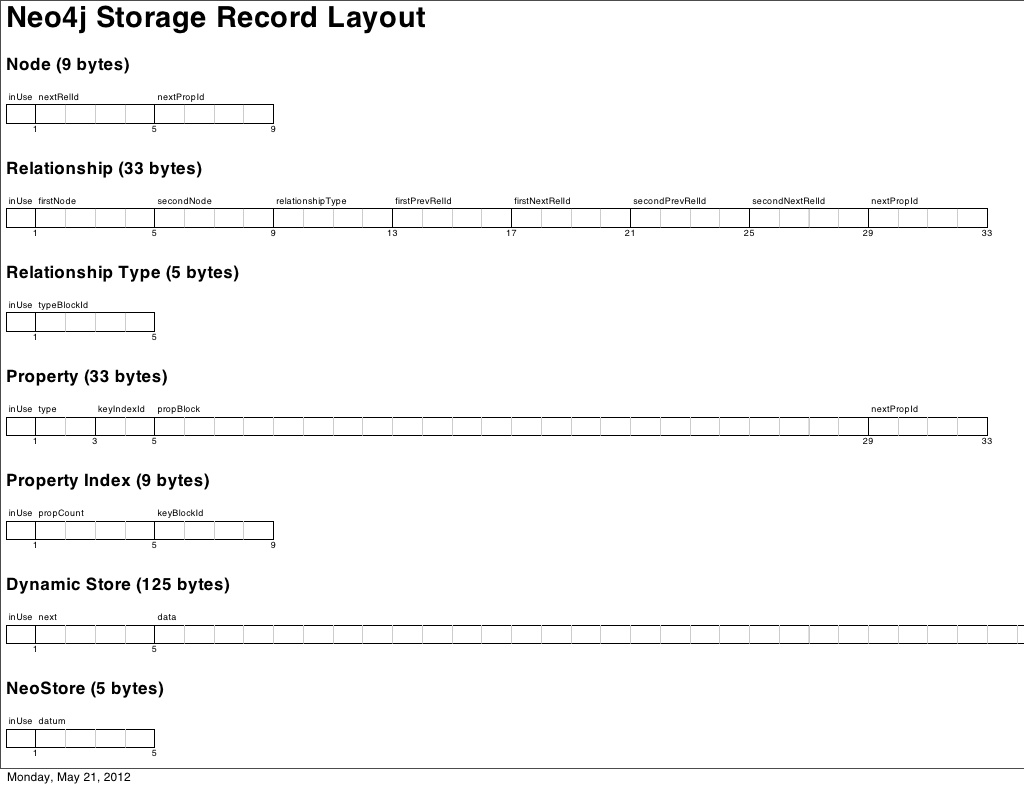 Neo4j Storage Record Layout
Node (9 bytes)
inUse nextRelId nextPropId
1 5 9
Relationship (33 bytes)
inUse firstNode secondNode relationshipType firstPrevRelId firstNextRelId secondPrevRelId secondNextRelId nextPropId
1 5 9 13 17 21 25 29 33
Relationship Type (5 bytes)
inUse typeBlockId
1 5
Property (33 bytes)
inUse type keyIndexId propBlock nextPropId
1 3 5 29 33
Property Index (9 bytes)
inUse propCount keyBlockId
1 5 9
Dynamic Store (125 bytes)
inUse next data
1 5
NeoStore (5 bytes)
inUse datum
1 5
Monday, May 21, 2012